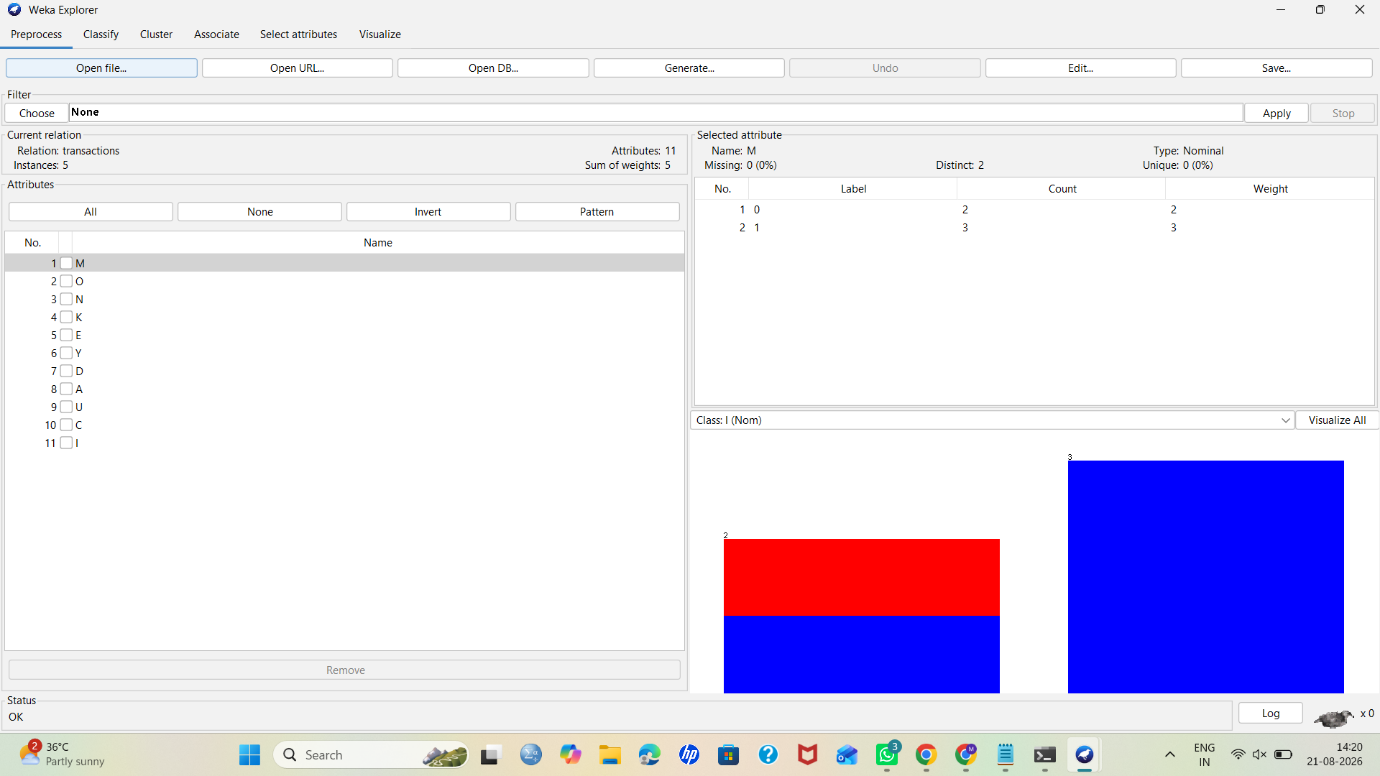 Weka Explorer
Preprocess Classify Cluster Associate Select attributes Visualize
Open file... Open URL... Open DB... Generate... Undo Edit... Save...
Filter
Choose None Apply Stop
Current relation
Relation: transactions Attributes: 11
Instances: 5 Sum of weights: 5
Selected attribute
Name: M Type: Nominal
Missing: 0 (0%) Distinct: 2 Unique: 0 (0%)
Attributes
All None Invert Pattern
No. Name
1 M
2 O
3 N
4 K
5 E
6 Y
7 D
8 A
9 U
10 C
11 I
Remove
No. Label Count Weight
1 0 2 2
2 1 3 3
Class: I (Nom) Visualize All
2
3
Status
OK
Log x 0
2
36°C
Partly sunny
Search
hp
3
M
ENG
IN
14:20
21-08-2026